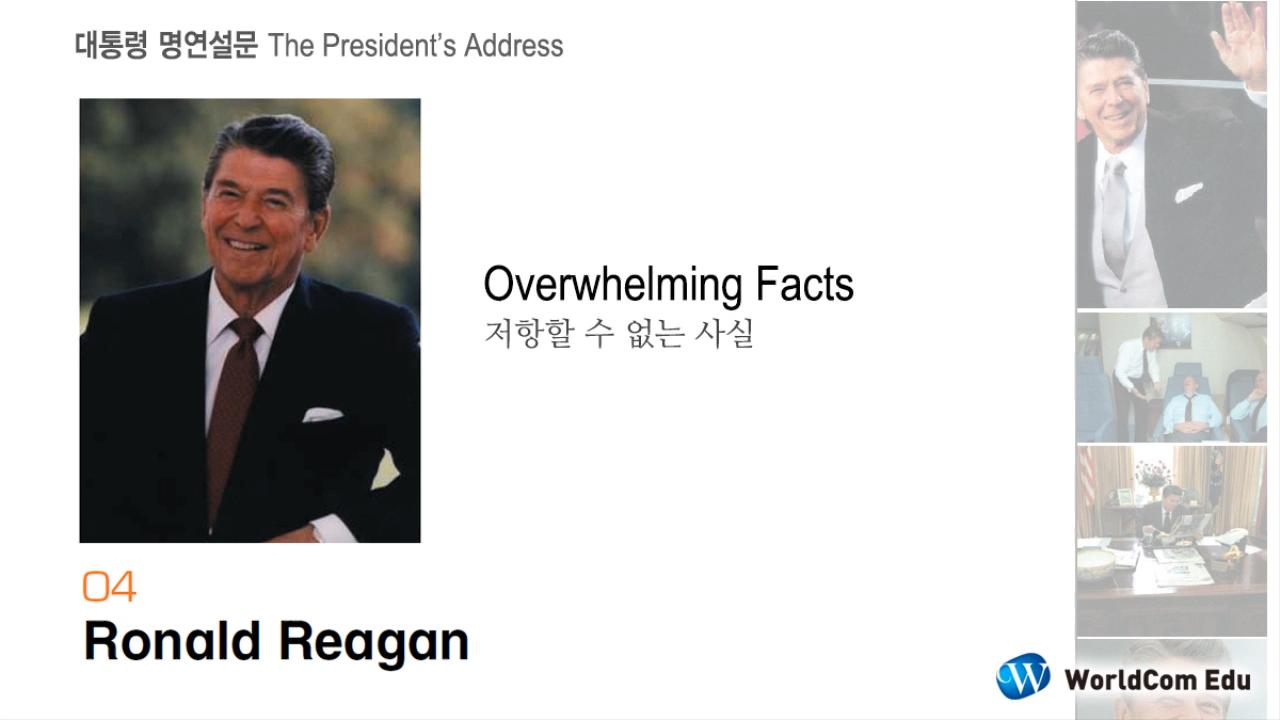 대통령 명연설문 The President's Address
Overwhelming Facts
저항할 수 없는 사실
04
Ronald Reagan
W WorldCom Edu